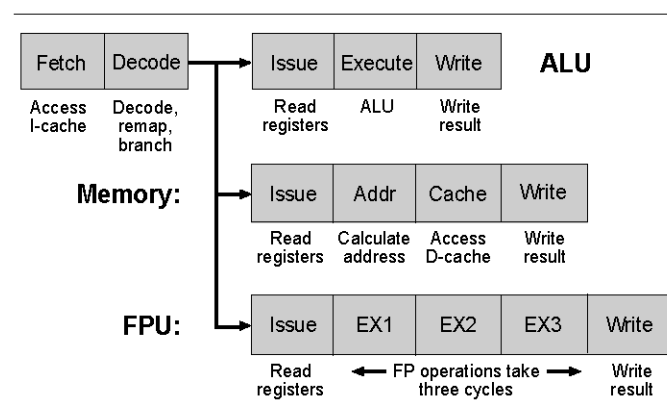 Fetch Decode Issue Execute Write ALU
Access I-cache
Decode, remap, branch
Read registers
ALU
Write result
Memory: Issue Addr Cache Write
Read registers
Calculate address
Access D-cache
Write result
FPU: Issue EX1 EX2 EX3 Write
Read registers
FP operations take three cycles
Write result